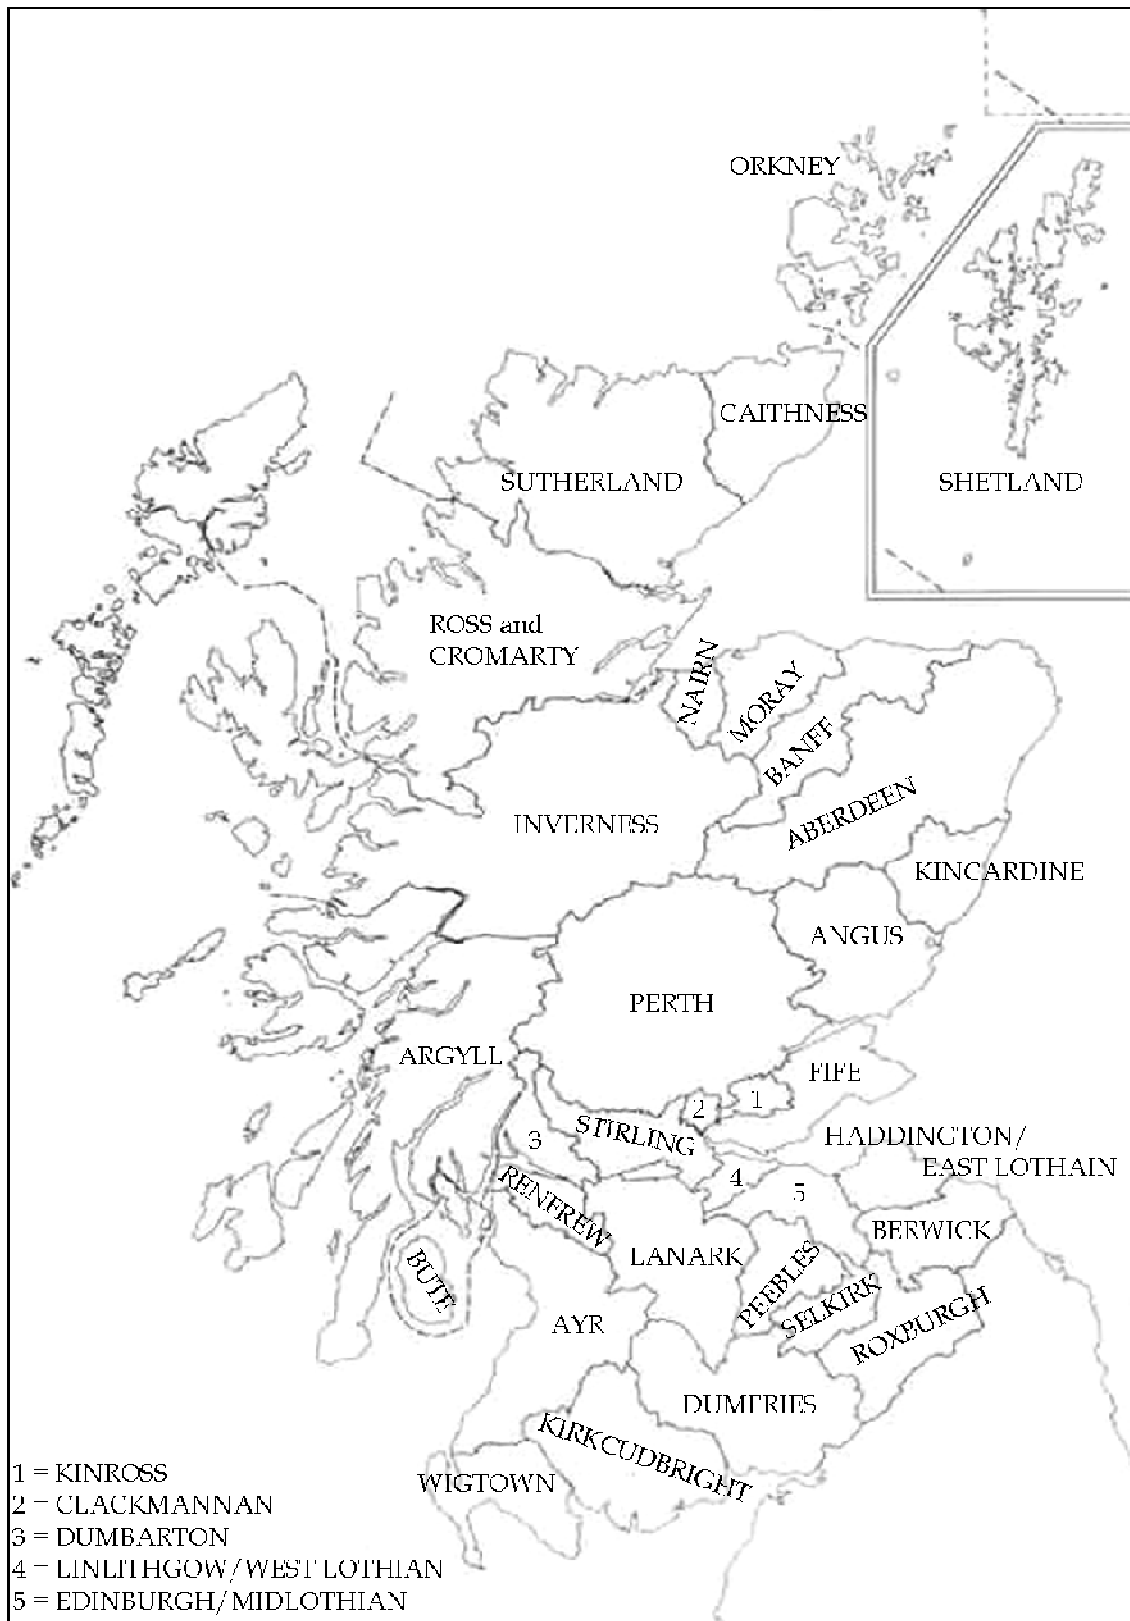 ORKNEY
CAITHNESS
SUTHERLAND
SHETLAND
ROSS and
CROMARTY
NAIRN
MORAY
BANFF
INVERNESS
ABERDEEN
KINCARDINE
ANGUS
PERTH
ARGYLL
FIFE
1
2
STIRLING
3
HADDINGTON/
EAST LOTHAIN
4
5
RENFREW
LANARK
BERWICK
PEEBLES
BUTE
SELKIRK
AYR
ROXBURGH
DUMFRIES
KIRKCUDBRIGHT
WIGTOWN
1 = KINROSS
2 = CLACKMANNAN
3 = DUMBARTON
4 = LINLITHGOW/WEST LOTHIAN
5 = EDINBURGH/MIDLOTHIAN